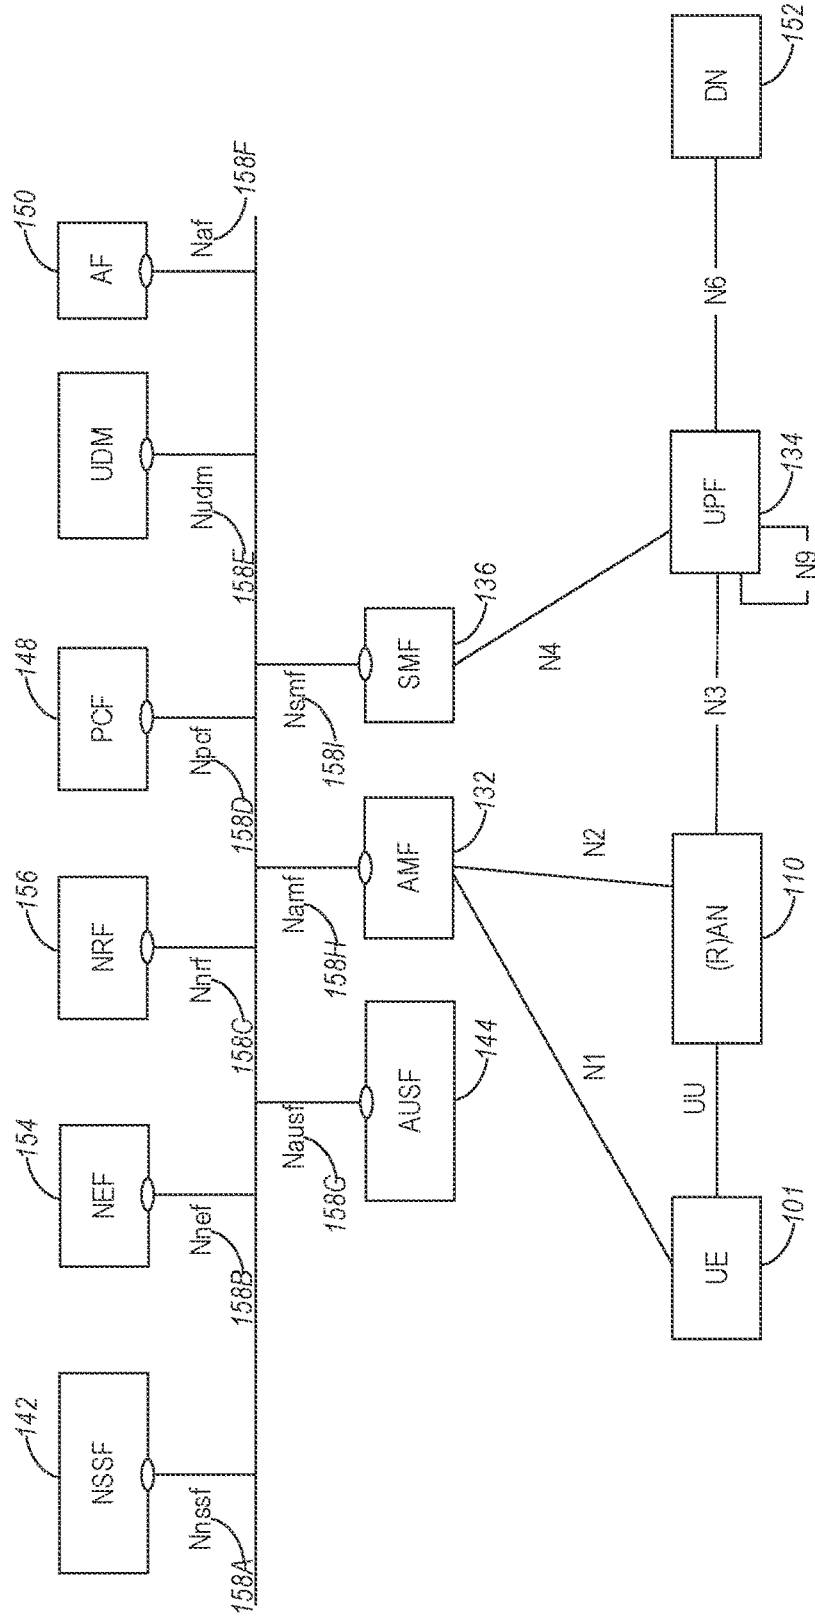 142
154
156
148
150
NSSF
NEF
NRF
PCF
UDM
AF
Nnssf
Nnef
Nnrf
Npcf
Nudm
Naf
158A
158B
158C
158D
158E
158F
Nausf
Namf
Nsmf
158G
158H
158I
AUSF
AMF
SMF
144
132
136
N1
N2
N4
UE
UU
(R)AN
N3
UPF
N6
DN
101
110
134
152
N9